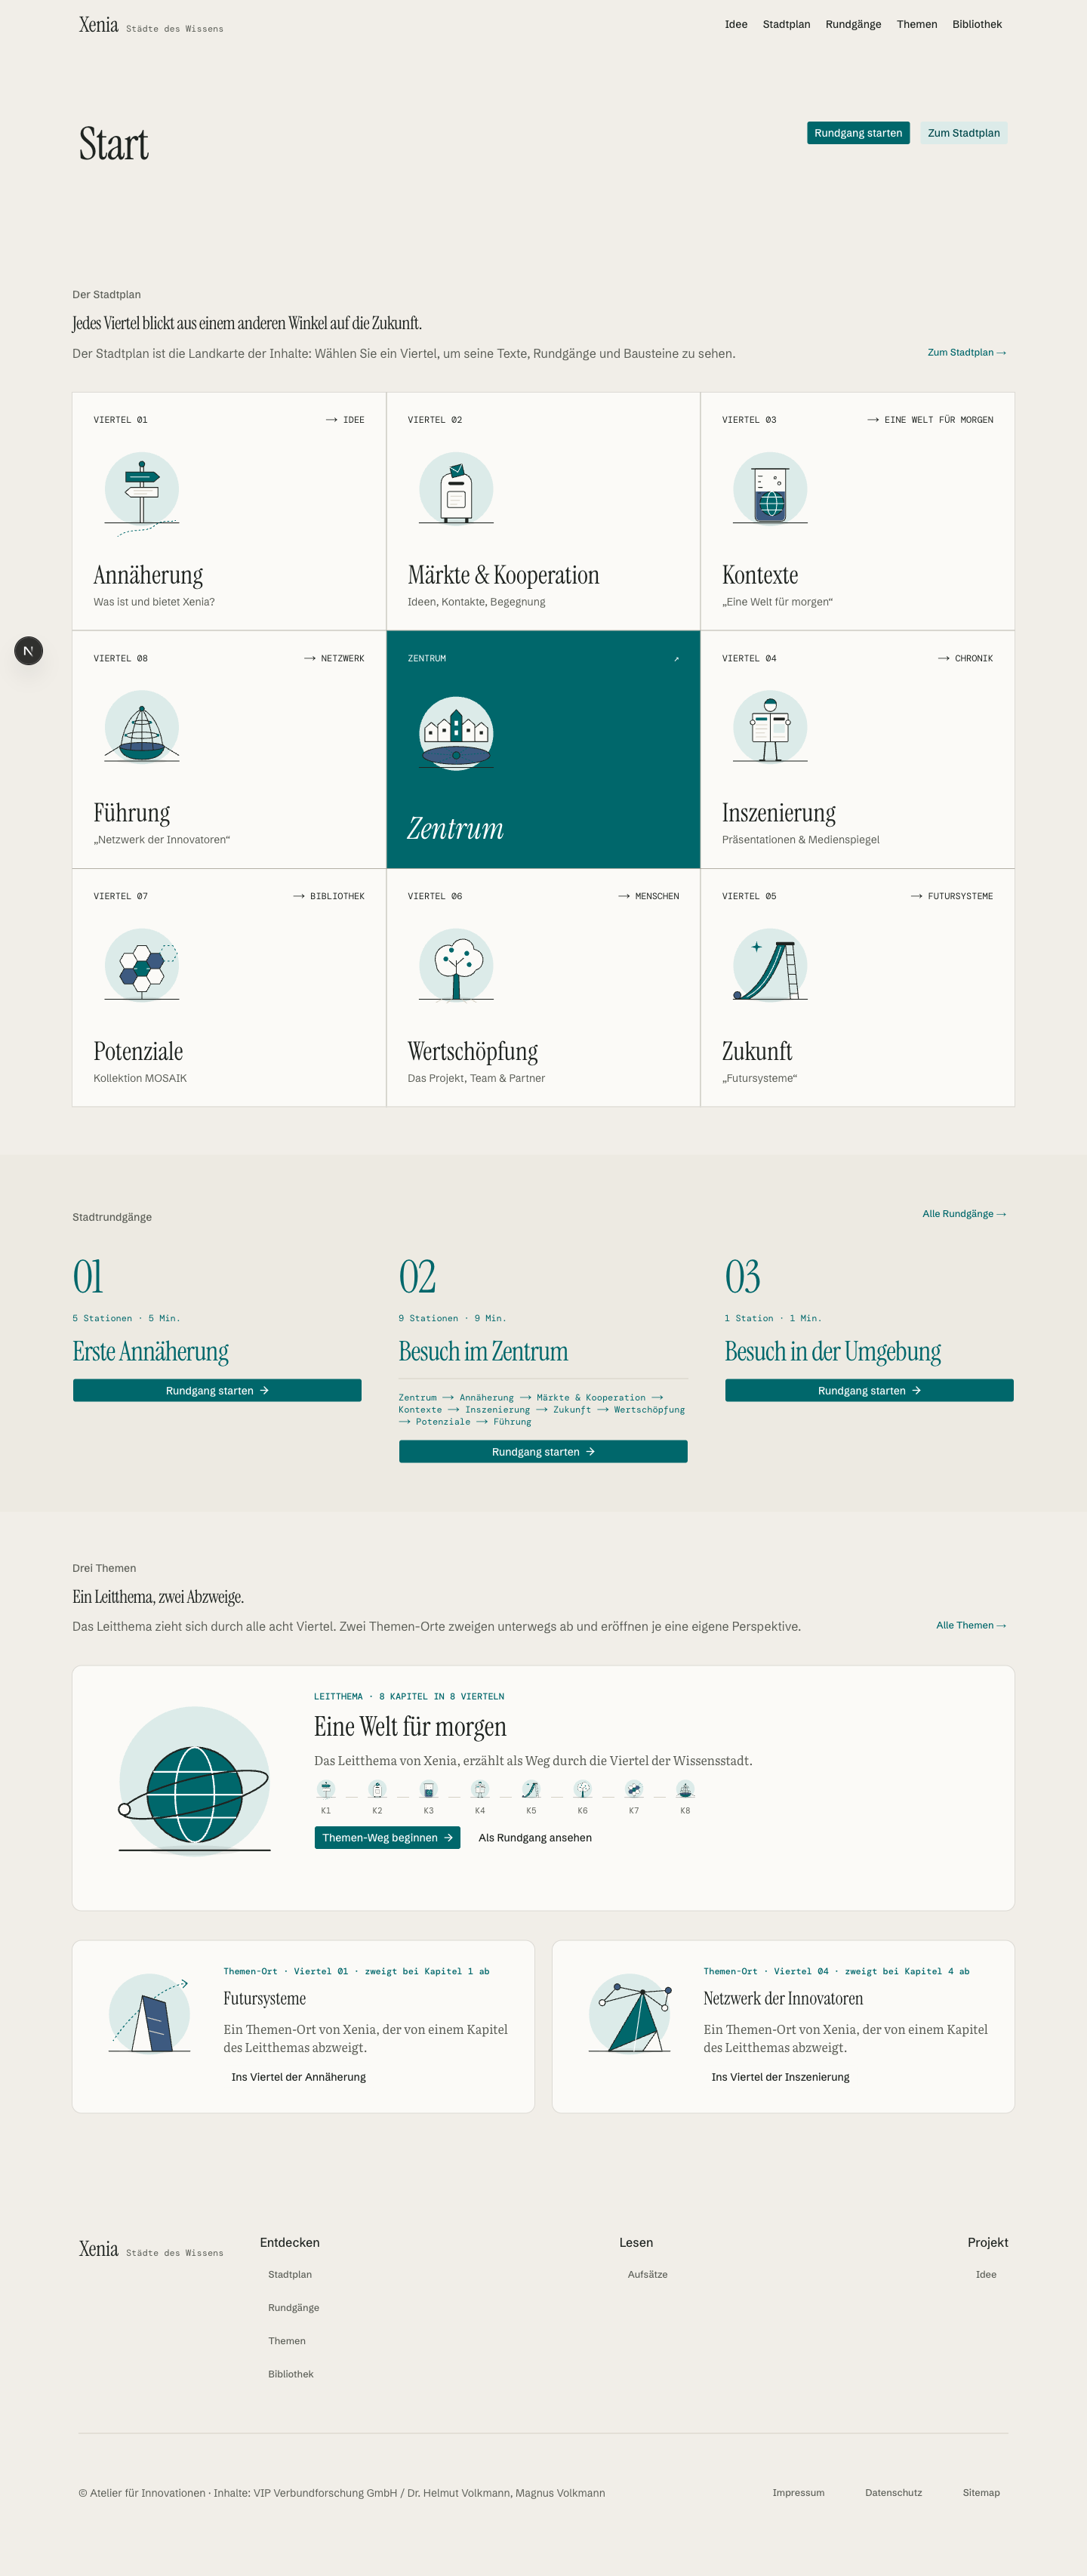 Xenia Städte des Wissens
Idee Stadtplan Rundgänge Themen Bibliothek
Start
Rundgang starten Zum Stadtplan
Der Stadtplan
Jedes Viertel blickt aus einem anderen Winkel auf die Zukunft.
Der Stadtplan ist die Landkarte der Inhalte: Wählen Sie ein Viertel, um seine Texte, Rundgänge und Bausteine zu sehen.
Zum Stadtplan →
VIERTEL 01 → IDEE
Annäherung
Was ist und bietet Xenia?
VIERTEL 02
Märkte & Kooperation
Ideen, Kontakte, Begegnung
VIERTEL 03 → EINE WELT FÜR MORGEN
Kontexte
„Eine Welt für morgen“
N
VIERTEL 08 → NETZWERK
Führung
„Netzwerk der Innovatoren“
ZENTRUM ↗
Zentrum
VIERTEL 04 → CHRONIK
Inszenierung
Präsentationen & Medienspiegel
VIERTEL 07 → BIBLIOTHEK
Potenziale
Kollektion MOSAIK
VIERTEL 06 → MENSCHEN
Wertschöpfung
Das Projekt, Team & Partner
VIERTEL 05 → FUTURSYSTEME
Zukunft
„Futursysteme“
Stadtrundgänge
Alle Rundgänge →
01
5 Stationen · 5 Min.
Erste Annäherung
Rundgang starten →
02
9 Stationen · 9 Min.
Besuch im Zentrum
Zentrum → Annäherung → Märkte & Kooperation →
Kontexte → Inszenierung → Zukunft → Wertschöpfung
→ Potenziale → Führung
Rundgang starten →
03
1 Station · 1 Min.
Besuch in der Umgebung
Rundgang starten →
Drei Themen
Ein Leitthema, zwei Abzweige.
Das Leitthema zieht sich durch alle acht Viertel. Zwei Themen-Orte zweigen unterwegs ab und eröffnen je eine eigene Perspektive.
Alle Themen →
LEITTHEMA · 8 KAPITEL IN 8 VIERTELN
Eine Welt für morgen
Das Leitthema von Xenia, erzählt als Weg durch die Viertel der Wissensstadt.
K1 K2 K3 K4 K5 K6 K7 K8
Themen-Weg beginnen → Als Rundgang ansehen
Themen-Ort · Viertel 01 · zweigt bei Kapitel 1 ab
Futursysteme
Ein Themen-Ort von Xenia, der von einem Kapitel
des Leitthemas abzweigt.
Ins Viertel der Annäherung
Themen-Ort · Viertel 04 · zweigt bei Kapitel 4 ab
Netzwerk der Innovatoren
Ein Themen-Ort von Xenia, der von einem Kapitel
des Leitthemas abzweigt.
Ins Viertel der Inszenierung
Xenia Städte des Wissens
Entdecken
Stadtplan
Rundgänge
Themen
Bibliothek
Lesen
Aufsätze
Projekt
Idee
© Atelier für Innovationen · Inhalte: VIP Verbundforschung GmbH / Dr. Helmut Volkmann, Magnus Volkmann
Impressum Datenschutz Sitemap